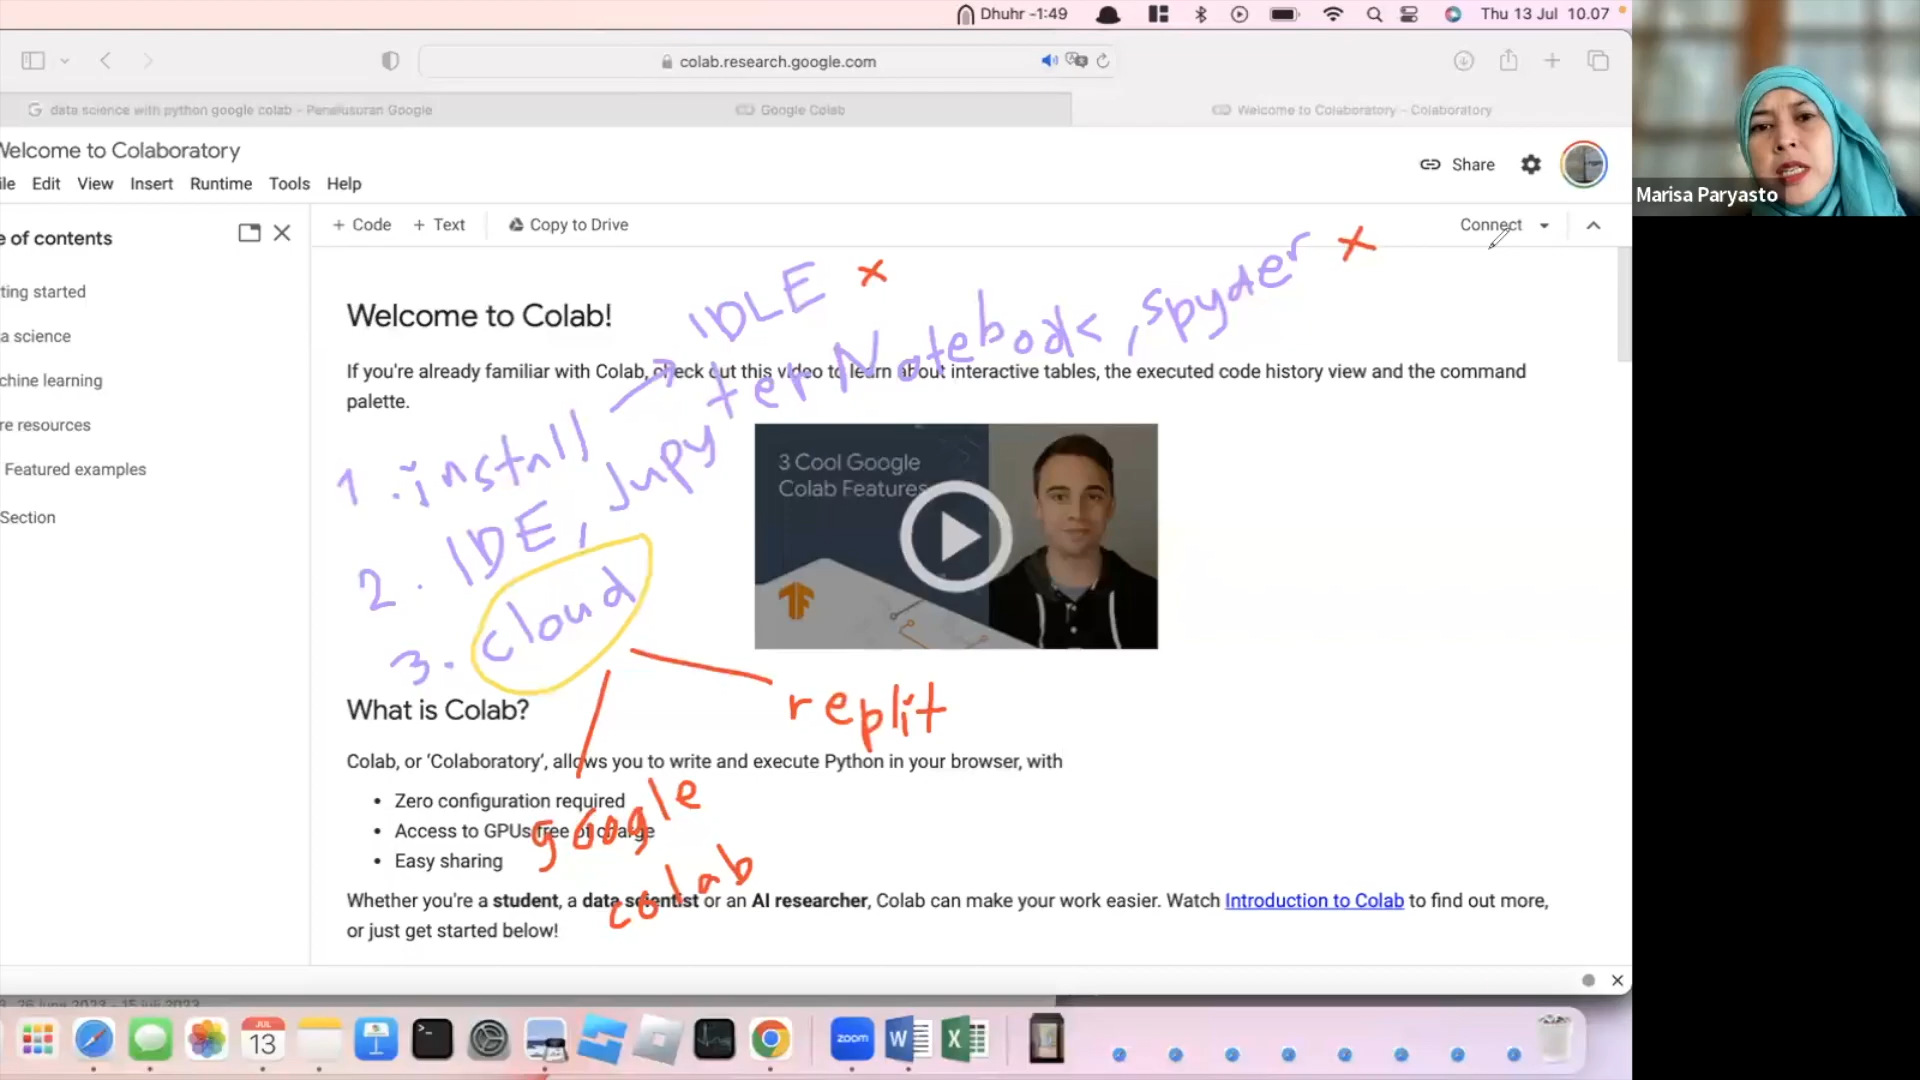 Dhuhr -1:49
Thu 13 Jul 10.07
colab.research.google.com
data science with python google colab - Penelusuran Google
Google Colab
Welcome to Colaboratory - Colaboratory
Welcome to Colaboratory
Share
ile Edit View Insert Runtime Tools Help
Marisa Paryasto
+ Code + Text Copy to Drive
Connect
e of contents
ting started
a science
chine learning
re resources
Featured examples
Section
Welcome to Colab!
If you're already familiar with Colab, check out this video to learn about interactive tables, the executed code history view and the command
palette.
1. install → IDLE x
2. IDE, JupyterNotebook, spyder x
3. cloud
replit
google
colab
3 Cool Google
Colab Features
What is Colab?
Colab, or 'Colaboratory', allows you to write and execute Python in your browser, with
• Zero configuration required
• Access to GPUs free of charge
• Easy sharing
Whether you're a student, a data scientist or an AI researcher, Colab can make your work easier. Watch Introduction to Colab to find out more,
or just get started below!
JUL
13
zoom
W
X